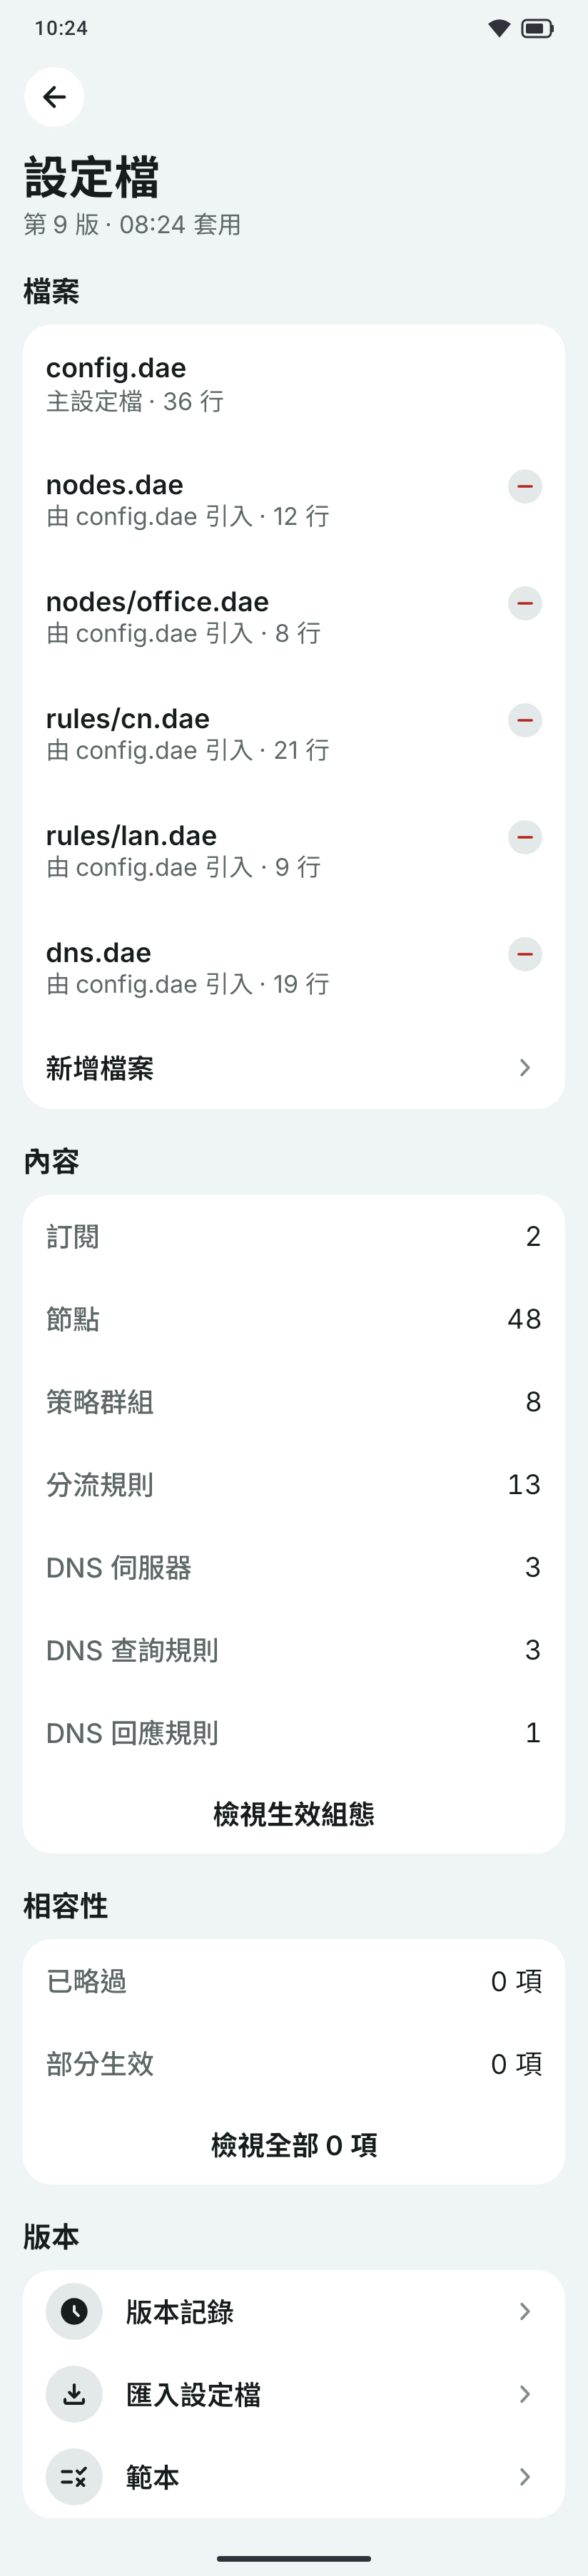 10:24
設定檔
第 9 版 · 08:24 套用
檔案
config.dae
主設定檔 · 36 行
nodes.dae
由 config.dae 引入 · 12 行
nodes/office.dae
由 config.dae 引入 · 8 行
rules/cn.dae
由 config.dae 引入 · 21 行
rules/lan.dae
由 config.dae 引入 · 9 行
dns.dae
由 config.dae 引入 · 19 行
新增檔案
內容
訂閱 2
節點 48
策略群組 8
分流規則 13
DNS 伺服器 3
DNS 查詢規則 3
DNS 回應規則 1
檢視生效組態
相容性
已略過 0 項
部分生效 0 項
檢視全部 0 項
版本
版本記錄
匯入設定檔
範本